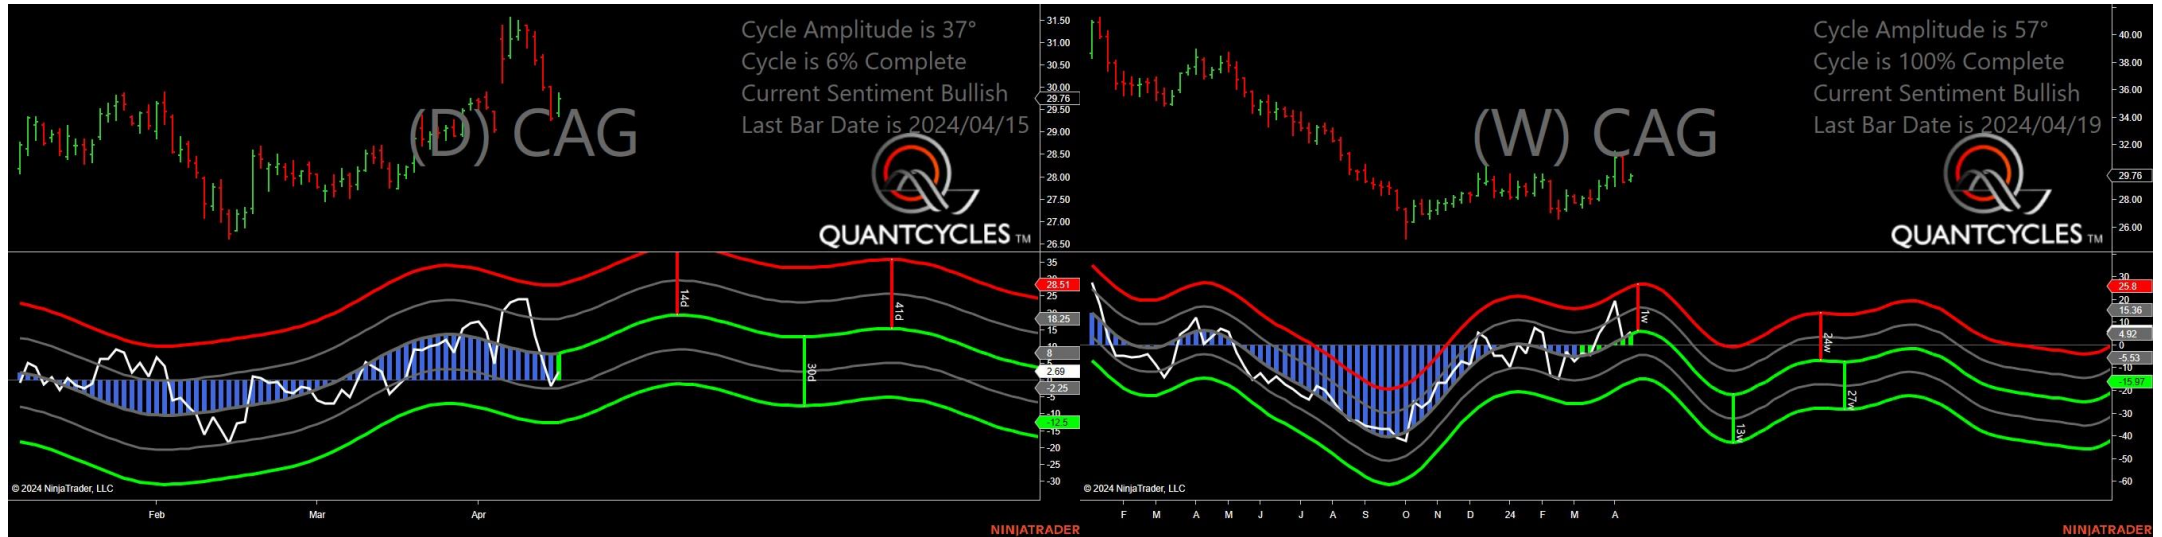 Cycle Amplitude is 37°
Cycle is 6% Complete
Current Sentiment Bullish
Last Bar Date is 2024/04/15
(D) CAG
QUANTCYCLES TM
31.50
31.00
30.50
30.00
29.76
29.50
29.00
28.50
28.00
27.50
27.00
26.50
14d
41d
36d
35
28.51
25
18.25
15
10
8
5
2.69
-2.25
-5
-10
-12.5
-15
-20
-25
-30
© 2024 NinjaTrader, LLC
Feb Mar Apr
NINJATRADER
Cycle Amplitude is 57°
Cycle is 100% Complete
Current Sentiment Bullish
Last Bar Date is 2024/04/19
(W) CAG
QUANTCYCLES TM
40.00
38.00
36.00
34.00
32.00
29.76
28.00
26.00
1w
24w
13w
27w
30
25.8
20
15.36
10
4.92
0
-5.53
-10
-15.97
-20
-30
-40
-50
-60
© 2024 NinjaTrader, LLC
F M A M J J A S O N D 24 F M A
NINJATRADER